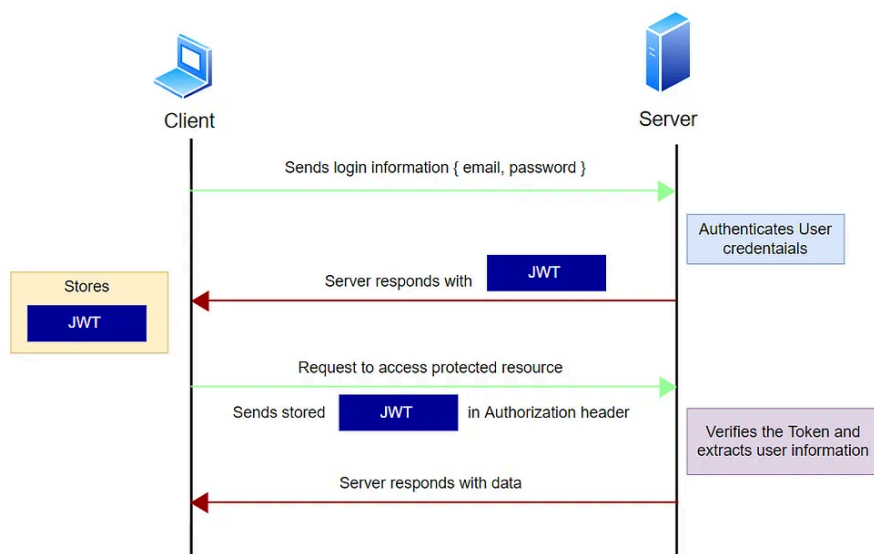 Client
Server
Sends login information { email, password }
Authenticates User
credentaials
Server responds with
JWT
Stores
JWT
Request to access protected resource
Sends stored
JWT
in Authorization header
Verifies the Token and
extracts user information
Server responds with data